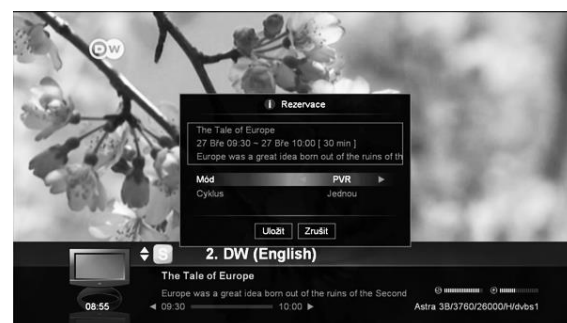 DW
Rezervace
The Tale of Europe
27 Bře 09:30 ~ 27 Bře 10:00 [ 30 min ]
Europe was a great idea born out of the ruins of th
Mód PVR
Cyklus Jednou
Uložit Zrušit
S 2. DW (English)
The Tale of Europe
Europe was a great idea born out of the ruins of the Second
08:55 09:30 10:00 Astra 3B/3760/26000/H/dvbs1